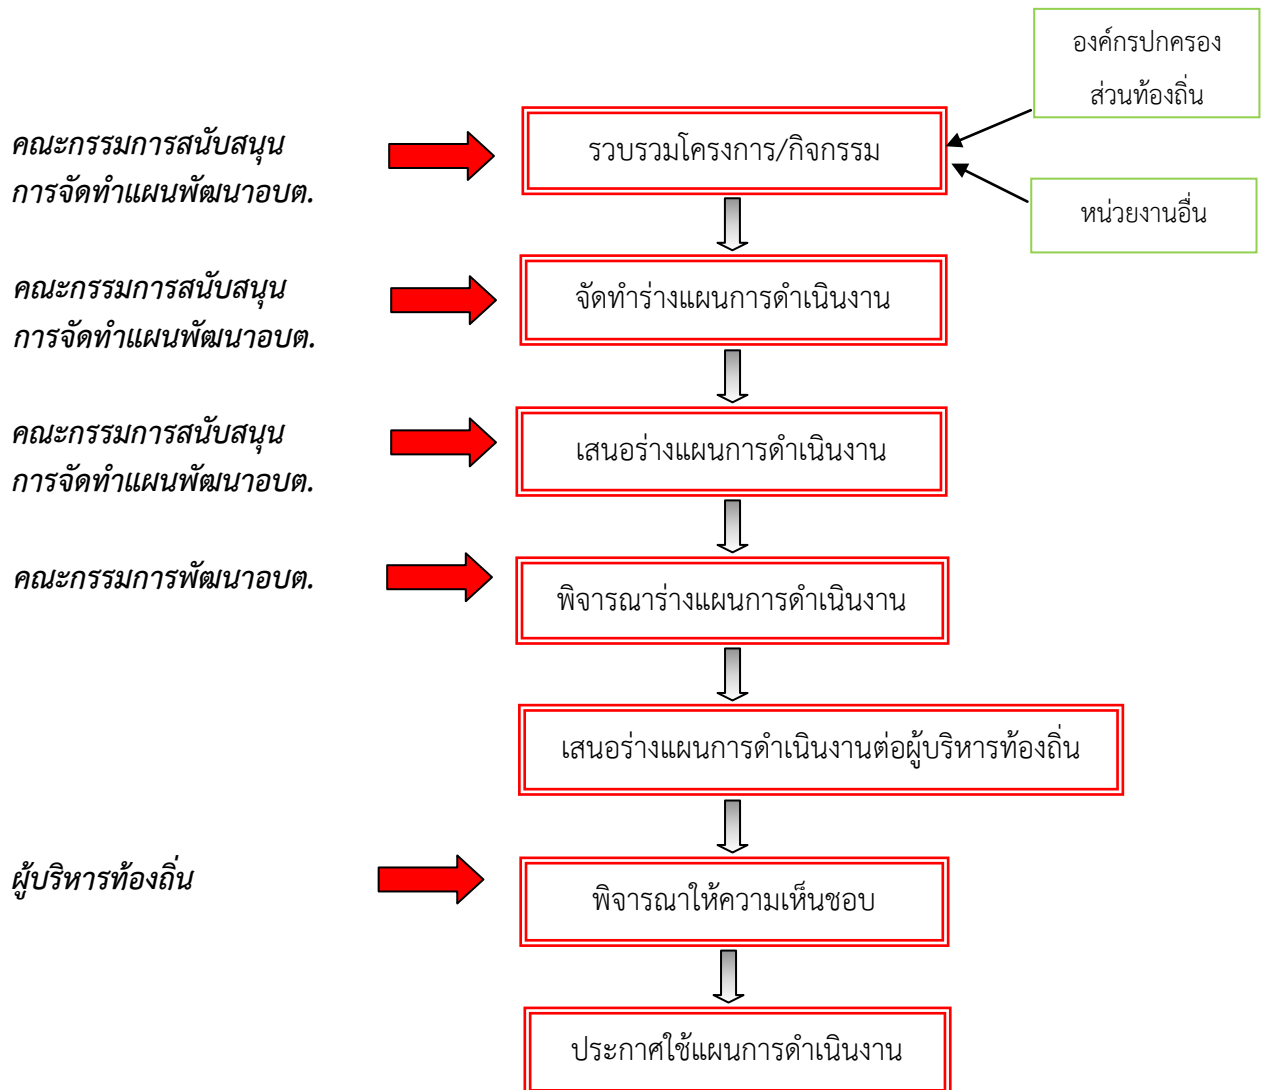 องค์กรปกครอง
ส่วนท้องถิ่น
คณะกรรมการสนับสนุน
การจัดทำแผนพัฒนาอบต.
รวบรวมโครงการ/กิจกรรม
หน่วยงานอื่น
คณะกรรมการสนับสนุน
การจัดทำแผนพัฒนาอบต.
จัดทำร่างแผนการดำเนินงาน
คณะกรรมการสนับสนุน
การจัดทำแผนพัฒนาอบต.
เสนอร่างแผนการดำเนินงาน
คณะกรรมการพัฒนาอบต.
พิจารณาร่างแผนการดำเนินงาน
เสนอร่างแผนการดำเนินงานต่อผู้บริหารท้องถิ่น
ผู้บริหารท้องถิ่น
พิจารณาให้ความเห็นชอบ
ประกาศใช้แผนการดำเนินงาน